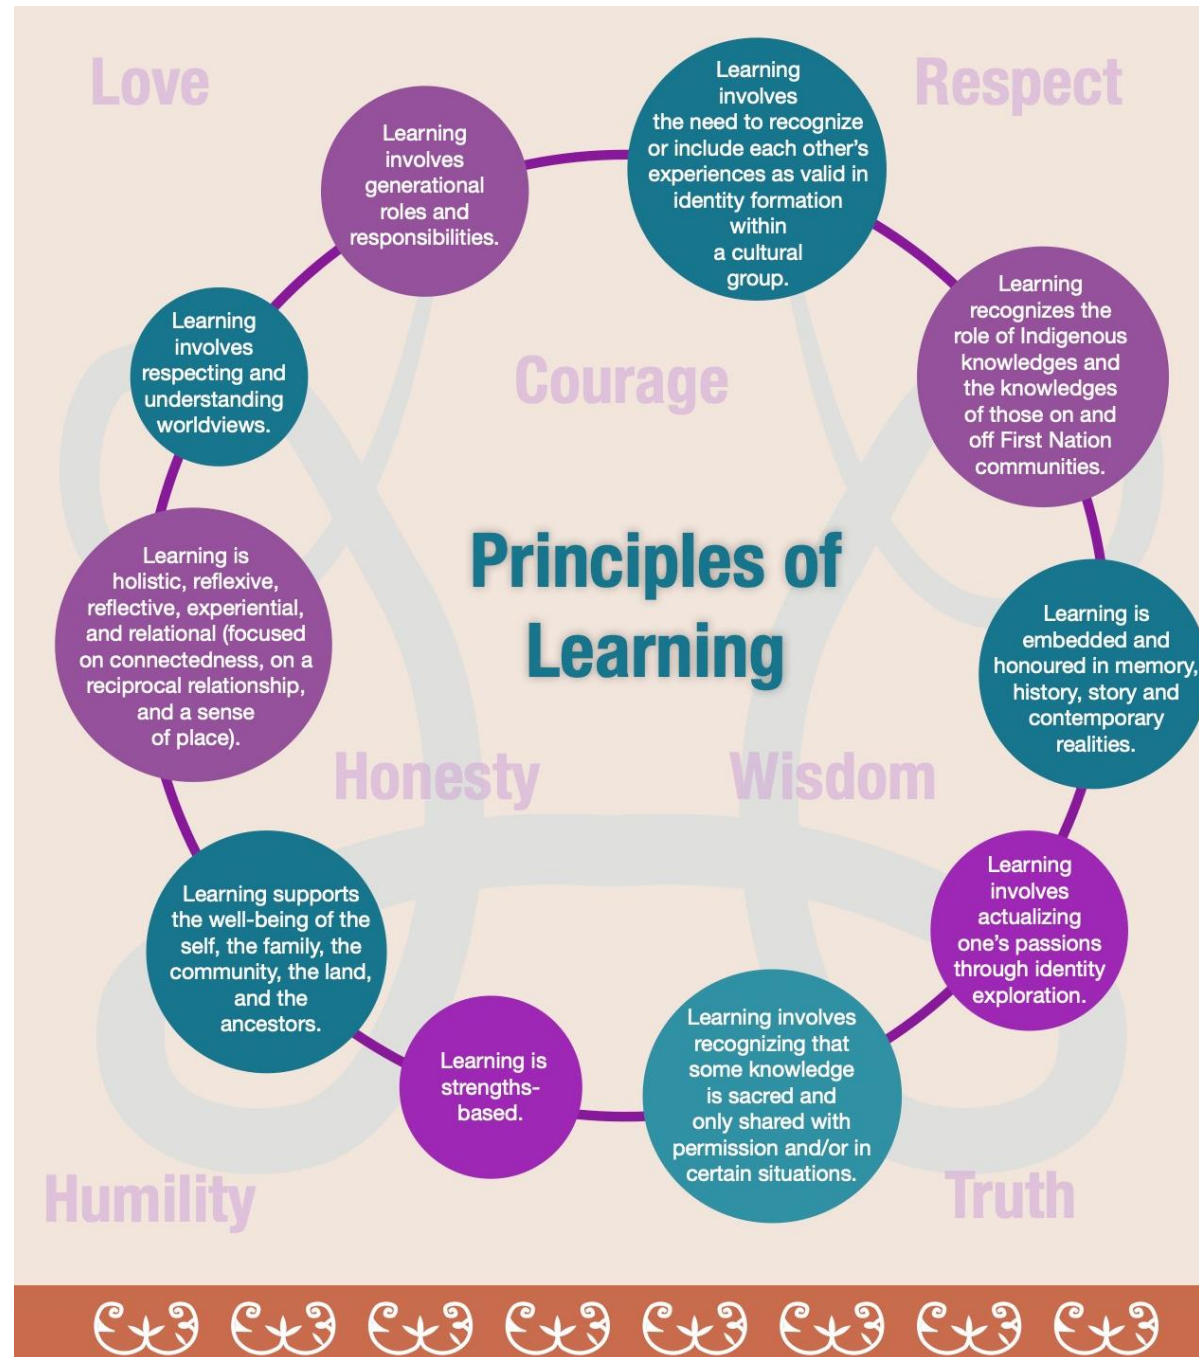 Love
Respect
Learning
involves
the need to recognize
or include each other's
experiences as valid in
identity formation
within
a cultural
group.
Learning
involves
generational
roles and
responsibilities.
Learning
recognizes the
role of Indigenous
knowledges and
the knowledges
of those on and
off First Nation
communities.
Learning
involves
respecting and
understanding
worldviews.
Courage
Principles of
Learning
Learning is
holistic, reflexive,
reflective, experiential,
and relational (focused
on connectedness, on a
reciprocal relationship,
and a sense
of place).
Learning is
embedded and
honoured in memory,
history, story and
contemporary
realities.
Honesty
Wisdom
Learning supports
the well-being of the
self, the family, the
community, the land,
and the
ancestors.
Learning
involves
actualizing
one's passions
through identity
exploration.
Learning is
strengths-
based.
Learning involves
recognizing that
some knowledge
is sacred and
only shared with
permission and/or in
certain situations.
Humility
Truth